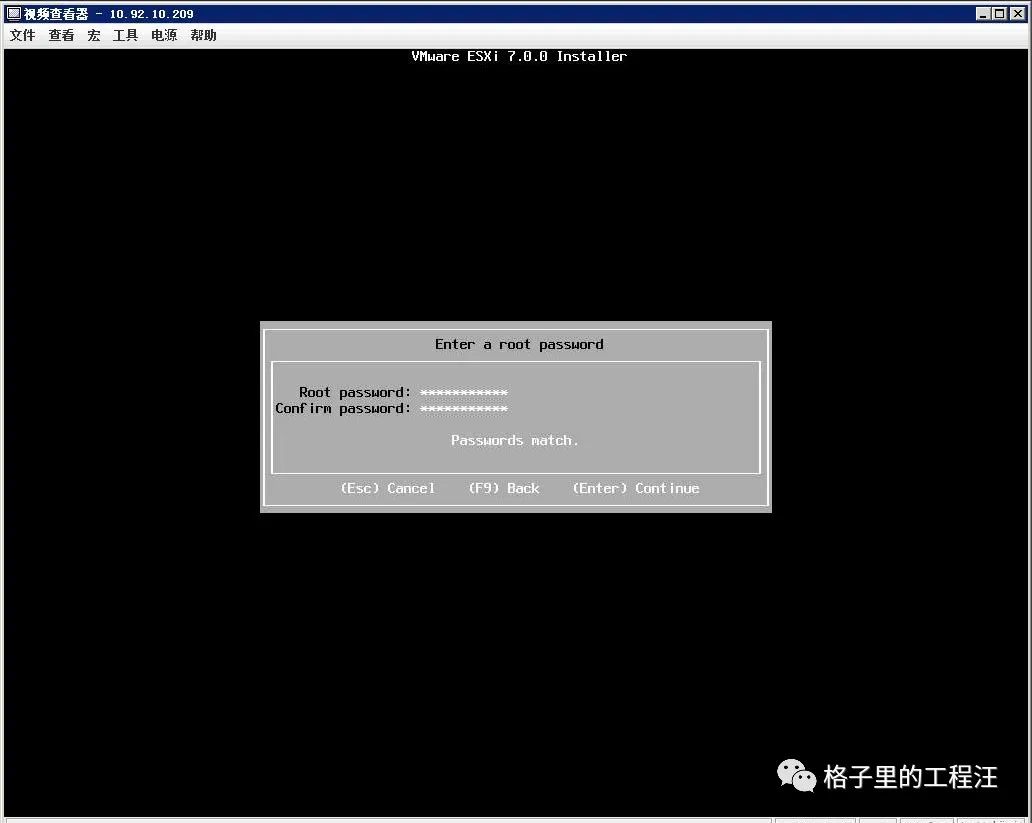 视频查看器 - 10.92.10.209
文件 查看 宏 工具 电源 帮助
VMware ESXi 7.0.0 Installer
Enter a root password
Root password: ***********
Confirm password: ***********
Passwords match.
(Esc) Cancel (F9) Back (Enter) Continue
格子里的工程汪